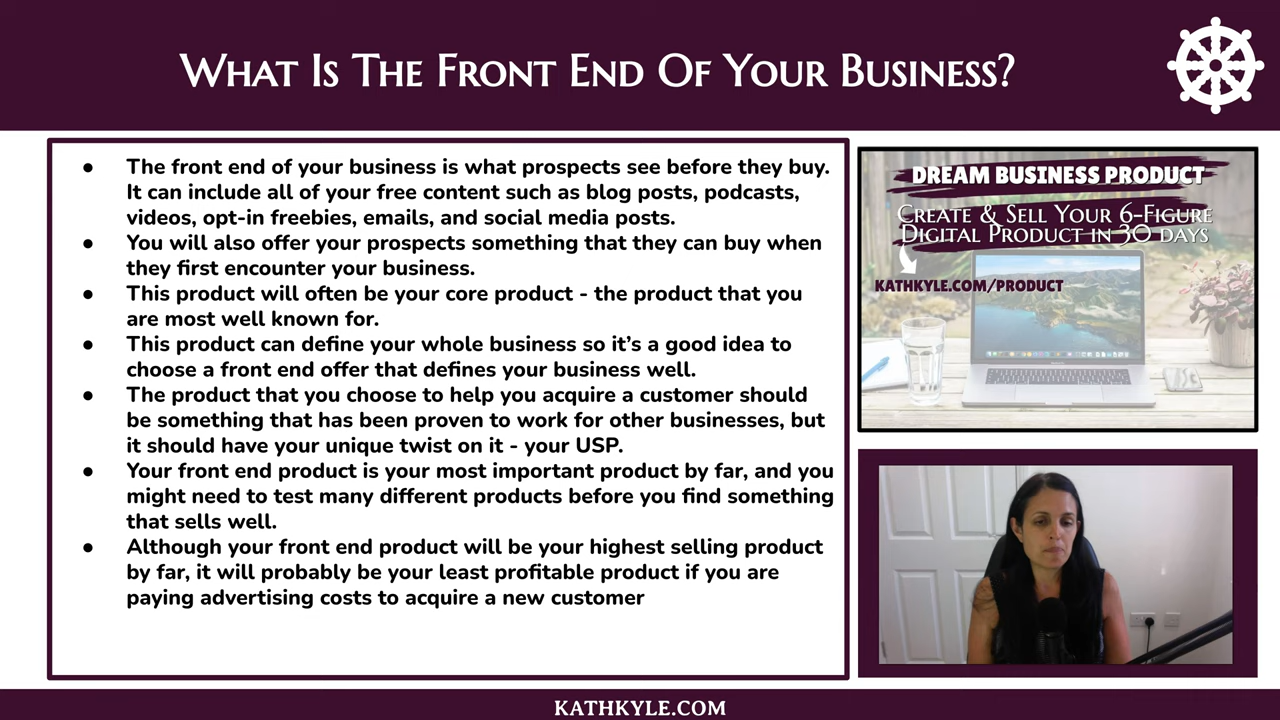 What Is The Front End Of Your Business?
● The front end of your business is what prospects see before they buy.
It can include all of your free content such as blog posts, podcasts,
videos, opt-in freebies, emails, and social media posts.
● You will also offer your prospects something that they can buy when
they first encounter your business.
● This product will often be your core product - the product that you
are most well known for.
● This product can define your whole business so it's a good idea to
choose a front end offer that defines your business well.
● The product that you choose to help you acquire a customer should
be something that has been proven to work for other businesses, but
it should have your unique twist on it - your USP.
● Your front end product is your most important product by far, and you
might need to test many different products before you find something
that sells well.
● Although your front end product will be your highest selling product
by far, it will probably be your least profitable product if you are
paying advertising costs to acquire a new customer
DREAM BUSINESS PRODUCT
Create & Sell Your 6-Figure
Digital Product in 30 days
KATHKYLE.COM/PRODUCT
KATHKYLE.COM